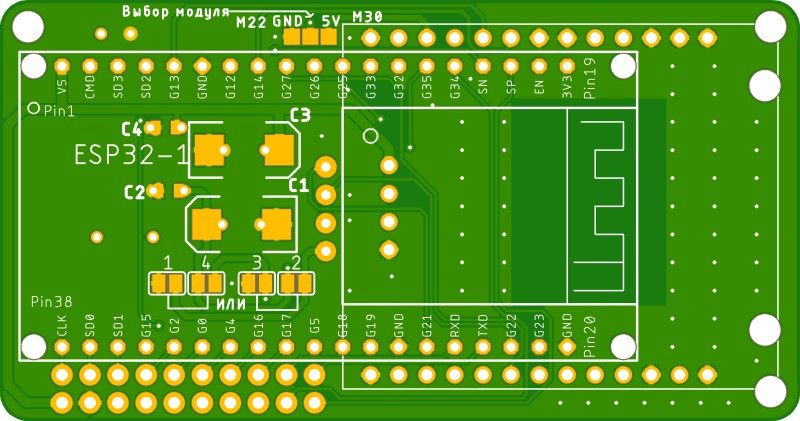 Выбор модуля
M22 GND 5V M30
V5 CMD SD3 SD2 G13 GND G12 G14 G27 G26 G25 G33 G32 G35 G34 SN SP EN 3V3 Pin19
Pin1
C3
C4
ESP32-1
C1
C2
1 4 3 2
или
Pin38
CLK SD0 SD1 G15 G2 G0 G4 G16 G17 G5 G18 G19 GND G21 RXD TXD G22 G23 GND Pin20